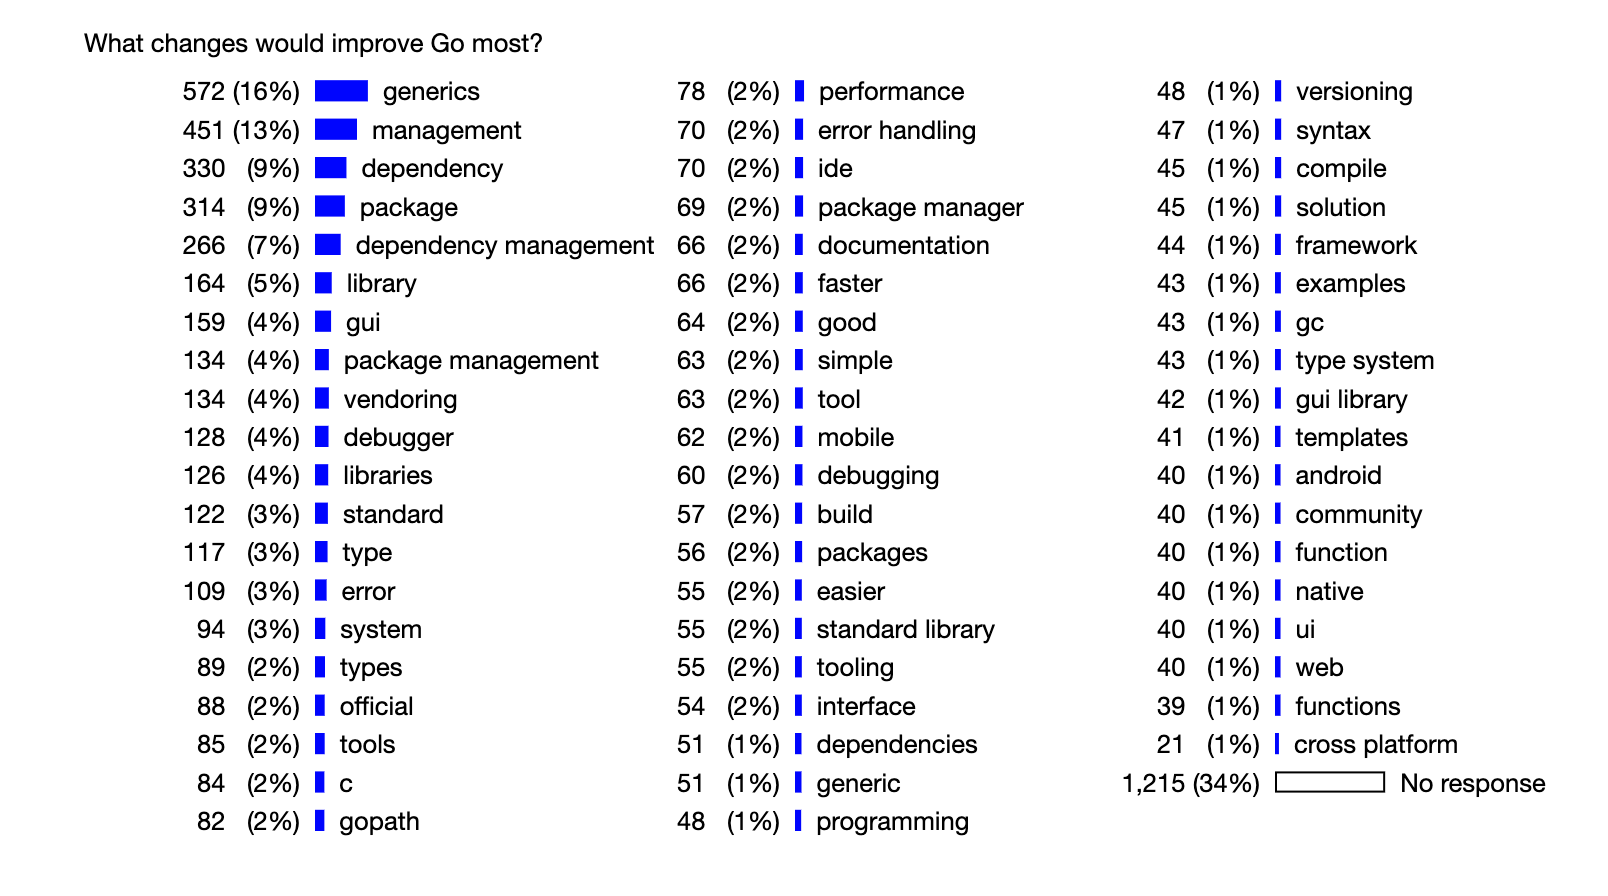 What changes would improve Go most?
572 (16%) generics
451 (13%) management
330 (9%) dependency
314 (9%) package
266 (7%) dependency management
164 (5%) library
159 (4%) gui
134 (4%) package management
134 (4%) vendoring
128 (4%) debugger
126 (4%) libraries
122 (3%) standard
117 (3%) type
109 (3%) error
94 (3%) system
89 (2%) types
88 (2%) official
85 (2%) tools
84 (2%) c
82 (2%) gopath
78 (2%) performance
70 (2%) error handling
70 (2%) ide
69 (2%) package manager
66 (2%) documentation
66 (2%) faster
64 (2%) good
63 (2%) simple
63 (2%) tool
62 (2%) mobile
60 (2%) debugging
57 (2%) build
56 (2%) packages
55 (2%) easier
55 (2%) standard library
55 (2%) tooling
54 (2%) interface
51 (1%) dependencies
51 (1%) generic
48 (1%) programming
48 (1%) versioning
47 (1%) syntax
45 (1%) compile
45 (1%) solution
44 (1%) framework
43 (1%) examples
43 (1%) gc
43 (1%) type system
42 (1%) gui library
41 (1%) templates
40 (1%) android
40 (1%) community
40 (1%) function
40 (1%) native
40 (1%) ui
40 (1%) web
39 (1%) functions
21 (1%) cross platform
1,215 (34%) No response